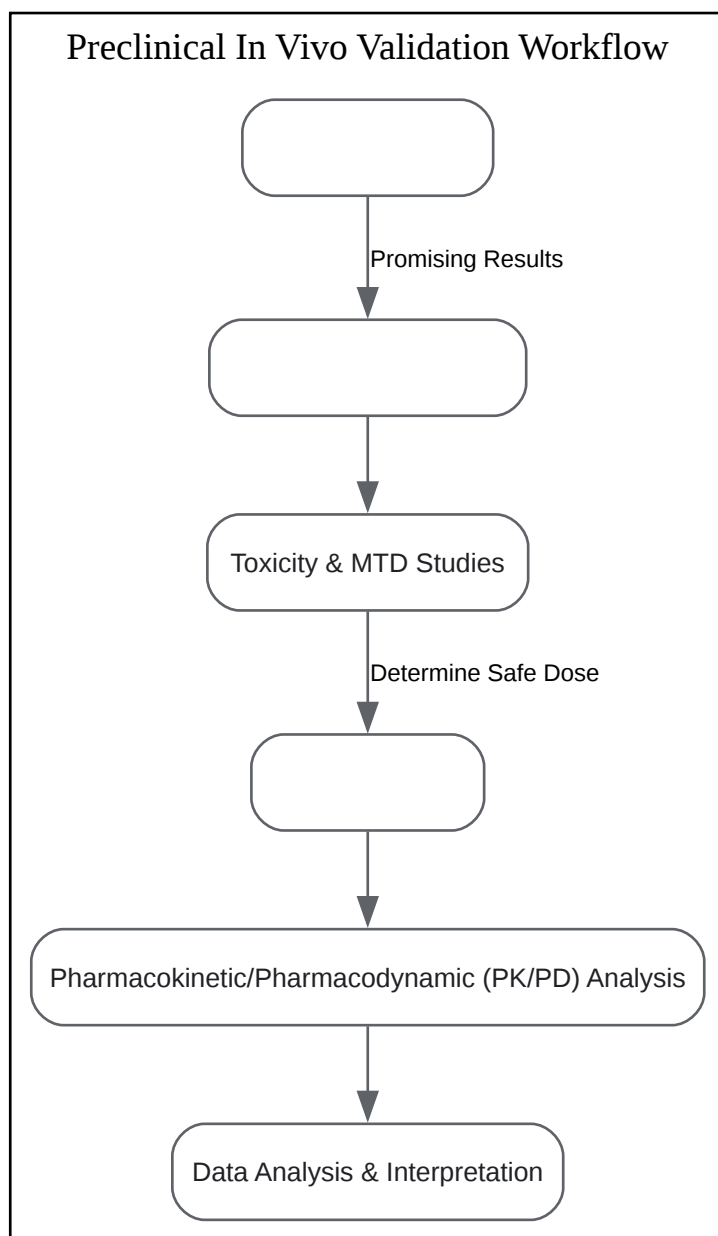 Preclinical In Vivo Validation Workflow
Promising Results
Toxicity & MTD Studies
Determine Safe Dose
Pharmacokinetic/Pharmacodynamic (PK/PD) Analysis
Data Analysis & Interpretation